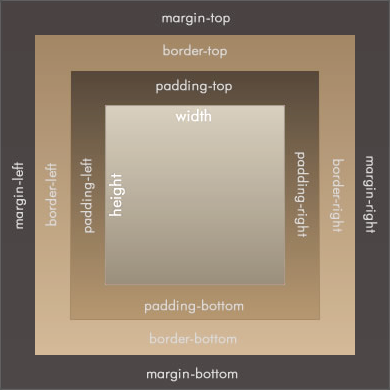 margin-top
border-top
padding-top
width
margin-left
border-left
padding-left
height
padding-right
border-right
margin-right
padding-bottom
border-bottom
margin-bottom